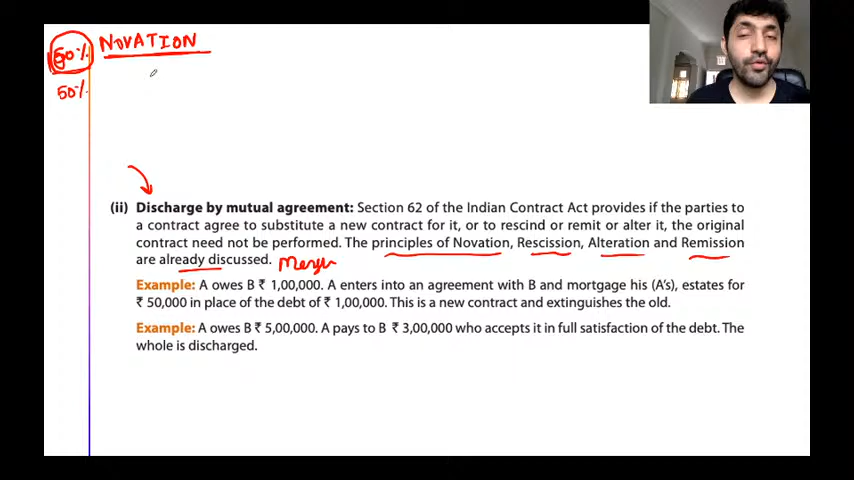 50% NOVATION
50%
(ii) Discharge by mutual agreement: Section 62 of the Indian Contract Act provides if the parties to
a contract agree to substitute a new contract for it, or to rescind or remit or alter it, the original
contract need not be performed. The principles of Novation, Rescission, Alteration and Remission
are already discussed. Merger
Example: A owes B ₹ 1,00,000. A enters into an agreement with B and mortgage his (A's), estates for
₹ 50,000 in place of the debt of ₹ 1,00,000. This is a new contract and extinguishes the old.
Example: A owes B ₹ 5,00,000. A pays to B ₹ 3,00,000 who accepts it in full satisfaction of the debt. The
whole is discharged.